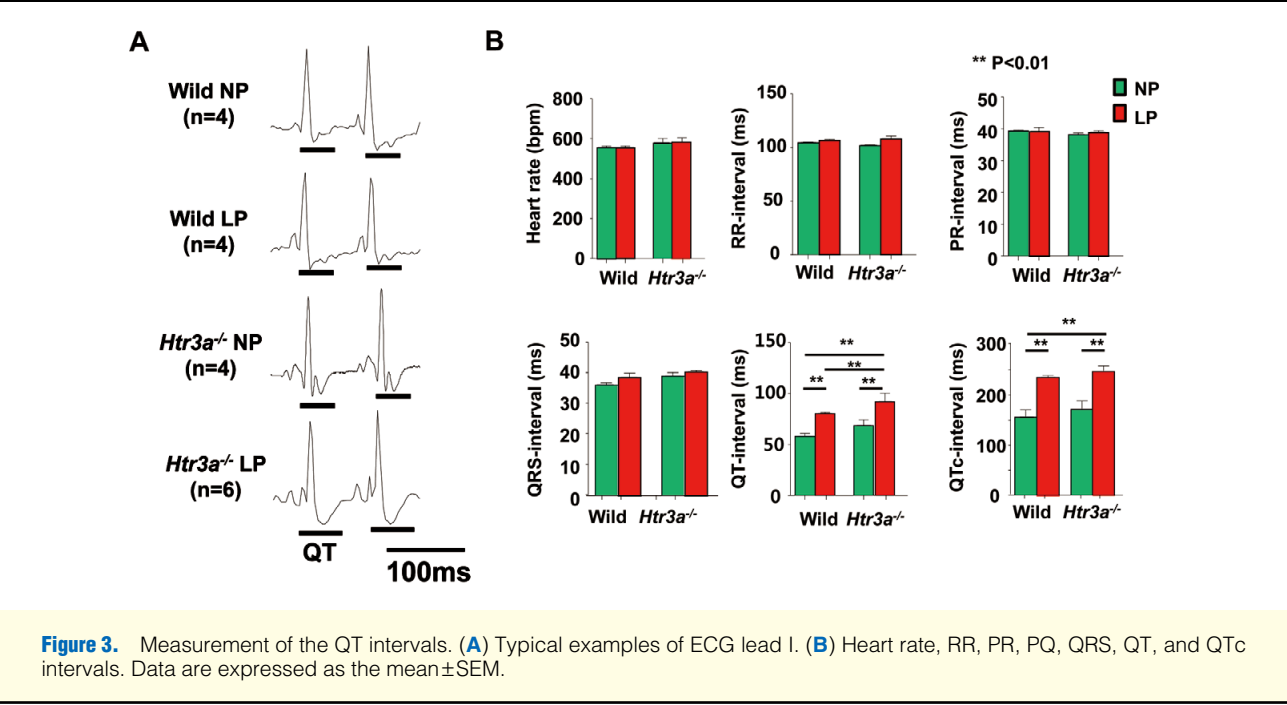 A
Wild NP
(n=4)
Wild LP
(n=4)
Htr3a-/- NP
(n=4)
Htr3a-/- LP
(n=6)
QT
100ms
B
** P<0.01
NP
LP
Heart rate (bpm)
800
600
400
200
0
Wild Htr3a-/-
RR-interval (ms)
150
100
50
0
Wild Htr3a-/-
PR-interval (ms)
50
40
30
20
10
0
Wild Htr3a-/-
QRS-interval (ms)
50
40
30
20
10
0
Wild Htr3a-/-
QT-interval (ms)
150
100
50
0
**
**
** **
Wild Htr3a-/-
QTc-interval (ms)
300
200
100
0
**
** **
Wild Htr3a-/-
Figure 3. Measurement of the QT intervals. (A) Typical examples of ECG lead I. (B) Heart rate, RR, PR, PQ, QRS, QT, and QTc
intervals. Data are expressed as the mean±SEM.